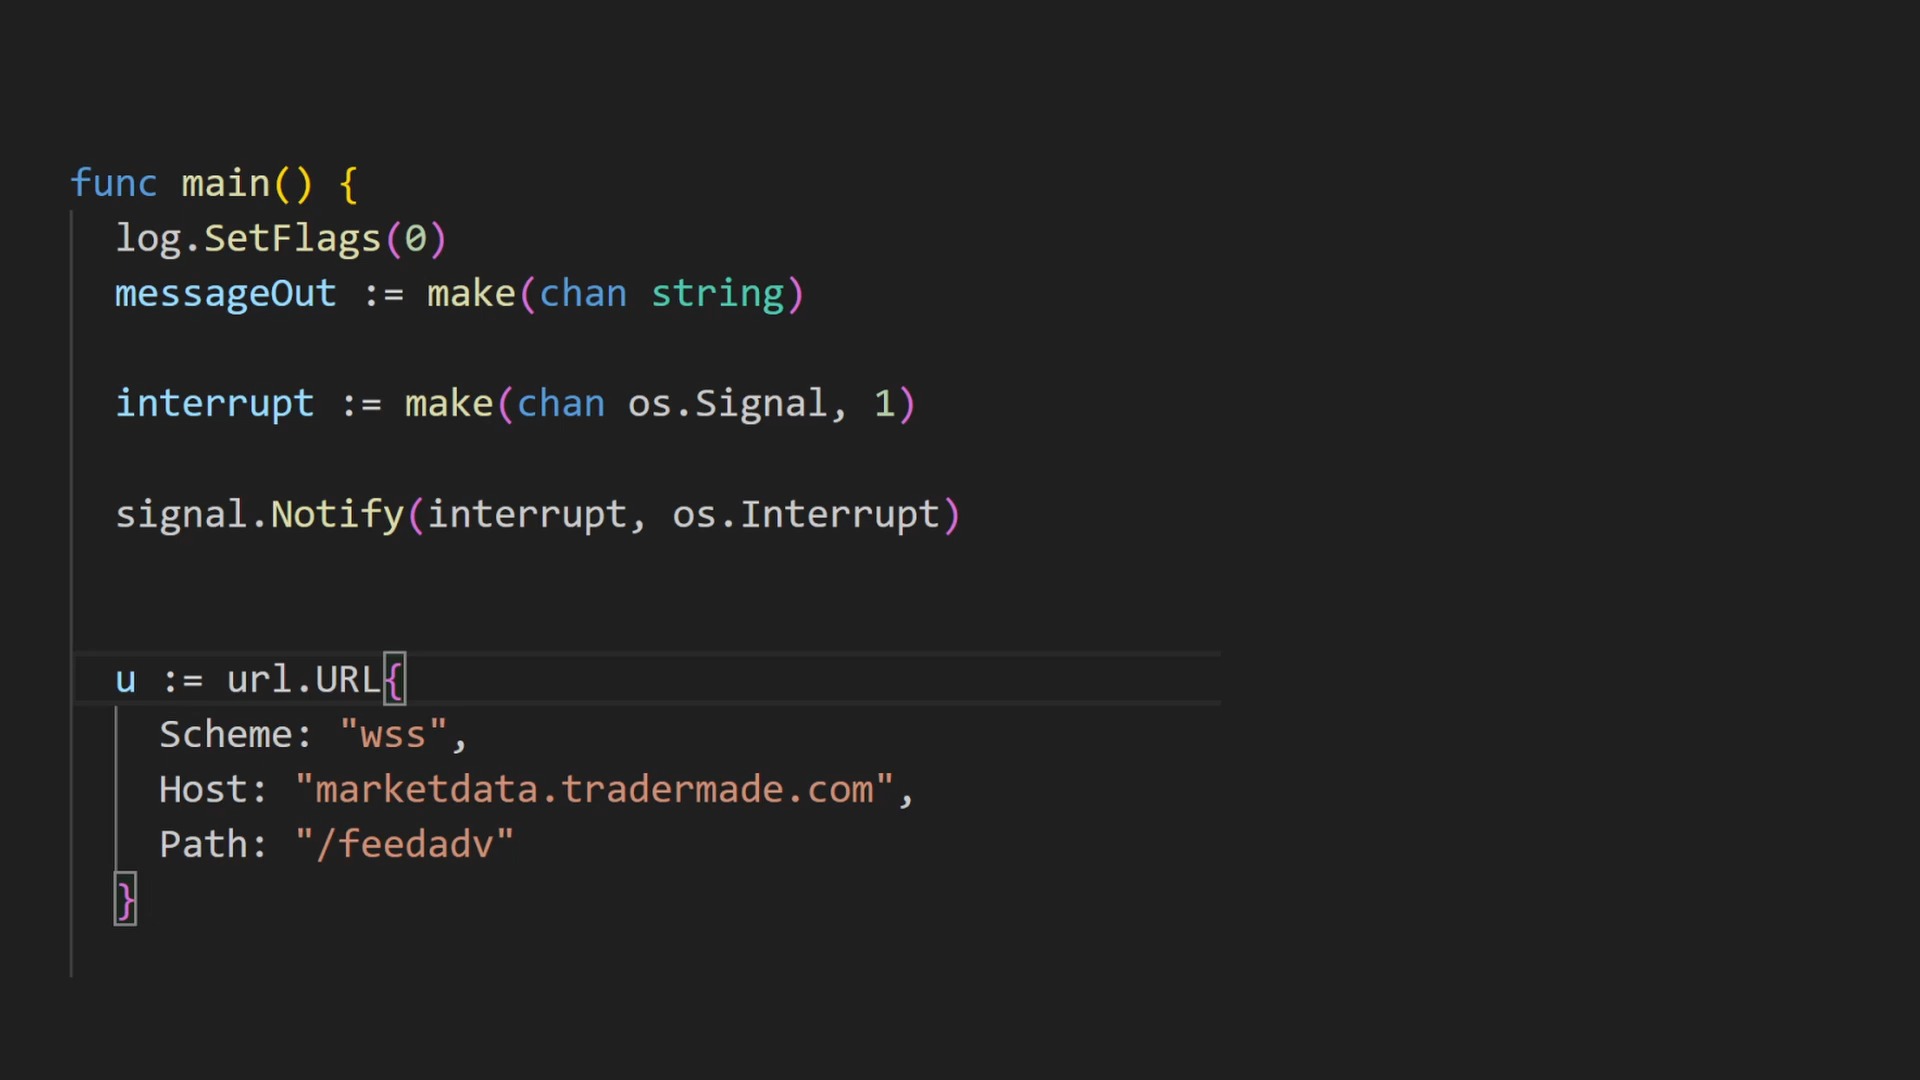 func main() {
log.SetFlags(0)
messageOut := make(chan string)
interrupt := make(chan os.Signal, 1)
signal.Notify(interrupt, os.Interrupt)
u := url.URL{
Scheme: "wss",
Host: "marketdata.tradermade.com",
Path: "/feedadv"
}